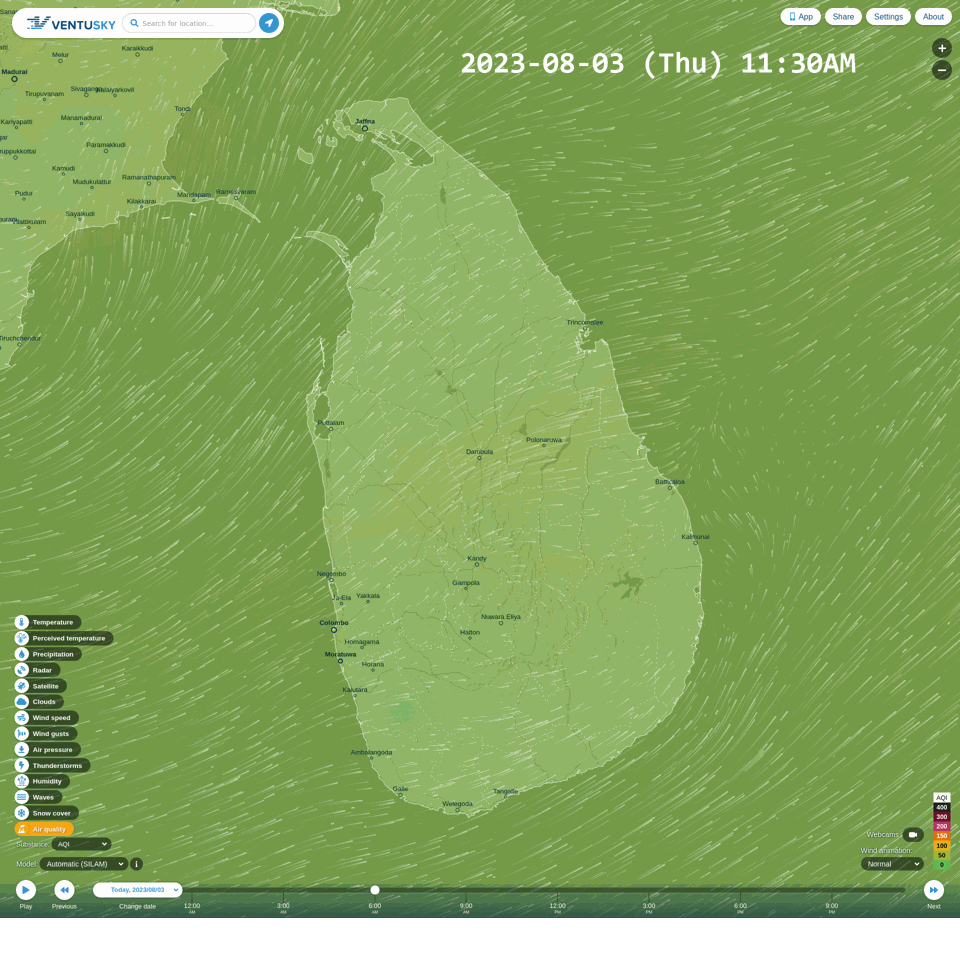 VENTUSKY
Search for location...
App
Share
Settings
About
2023-08-03 (Thu) 11:30AM
+
−
Karaikkudi
Melur
Madurai
Tirupuvanam
Tondi
Kariyapatti
Manamadurai
Paramakkudi
Kamudi
Mudukulattur
Ramanathapuram
Pudur
Kilakkarai
Mandapam
Rameswaram
Sayalkudi
Vilattikulam
Tiruchchendur
Jaffna
Trincomalee
Puttalam
Polonaruwa
Dambula
Batticaloa
Kalmunai
Kandy
Negombo
Gampola
Ja-Ela
Yakkala
Nuwara Eliya
Colombo
Hatton
Homagama
Moratuwa
Horana
Kalutara
Ambalangoda
Galle
Tangalle
Weligoda
Temperature
Perceived temperature
Precipitation
Radar
Satellite
Clouds
Wind speed
Wind gusts
Air pressure
Thunderstorms
Humidity
Waves
Snow cover
Air quality
Substance: AQI
Model: Automatic (SILAM)
i
AQI
400
300
200
150
100
50
0
Webcams
Wind animation:
Normal
Play
Previous
Today, 2023/08/03
Change date
12:00 AM
3:00 AM
6:00 AM
9:00 AM
12:00 PM
3:00 PM
6:00 PM
9:00 PM
Next